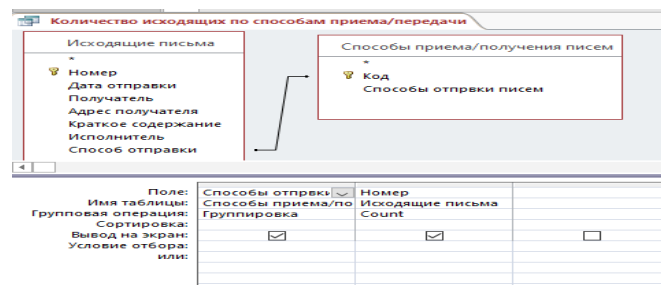 Количество исходящих по способам приема/передачи
Исходящие письма
*
Номер
Дата отправки
Получатель
Адрес получателя
Краткое содержание
Исполнитель
Способ отправки
Способы приема/получения писем
*
Код
Способы отпрвки писем
Поле: Способы отпрвки Номер
Имя таблицы: Способы приема/по Исходящие письма
Групповая операция: Группировка Count
Сортировка:
Вывод на экран:
Условие отбора:
или: